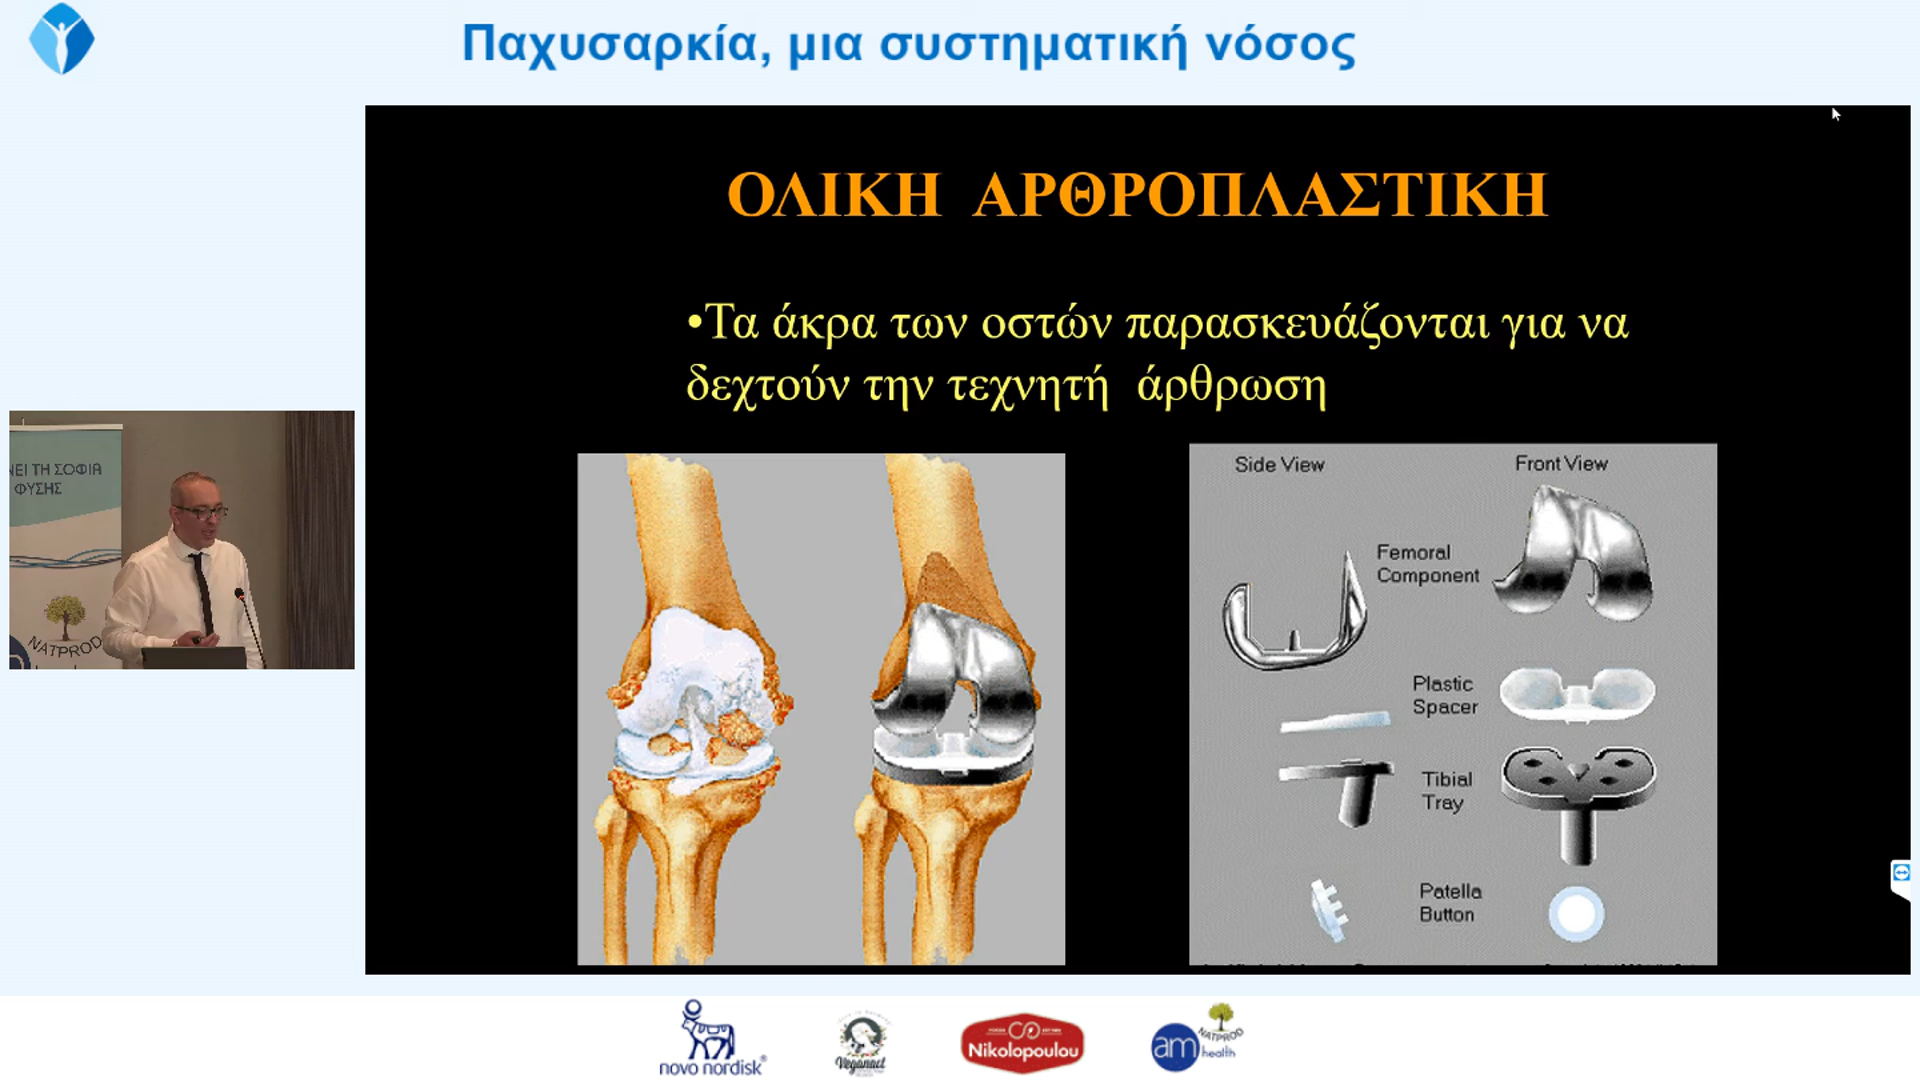 Παχυσαρκία, μια συστηματική νόσος
ΟΛΙΚΗ ΑΡΘΡΟΠΛΑΣΤΙΚΗ
•Τα άκρα των οστών παρασκευάζονται για να
δεχτούν την τεχνητή άρθρωση
Side View
Front View
Femoral
Component
Plastic
Spacer
Tibial
Tray
Patella
Button
ΝΕΙ ΤΗ ΣΟΦΙΑ
ΦΥΣΗΣ
NATPROD
novo nordisk®
Veganact
Nikolopoulou
am health
NATPROD